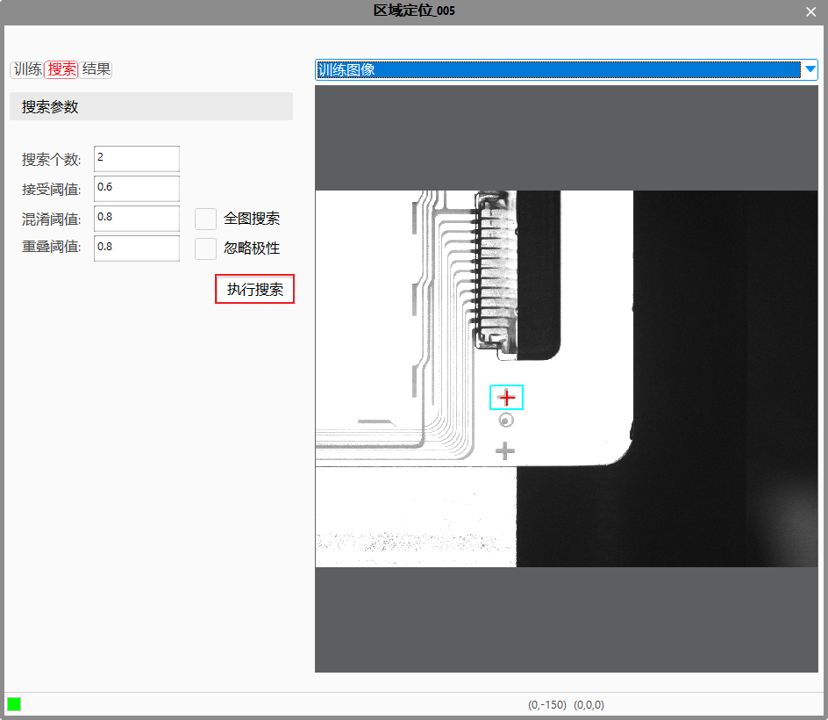 区域定位_005
训练 搜索 结果
训练图像
搜索参数
搜索个数: 2
接受阈值: 0.6
混淆阈值: 0.8 全图搜索
重叠阈值: 0.8 忽略极性
执行搜索
(0,-150) (0,0,0)